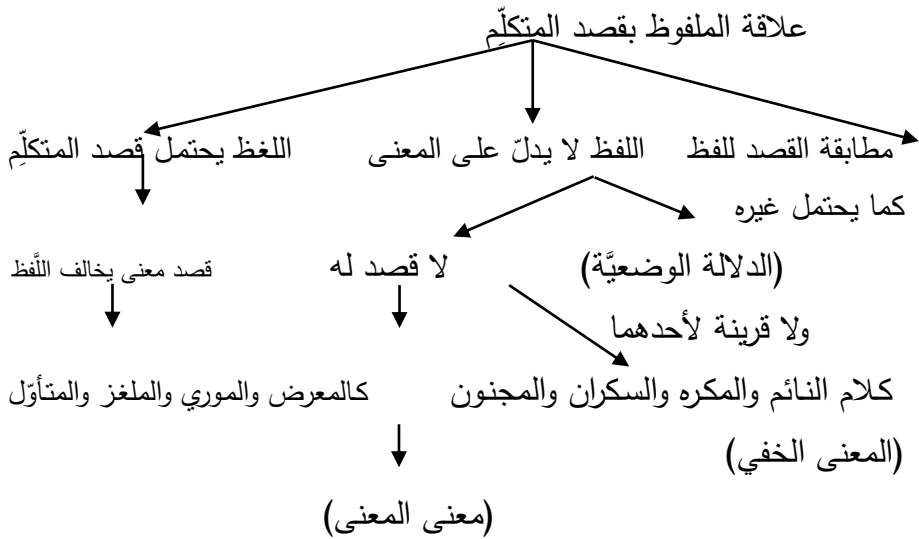 علاقة الملفوظ بقصد المتكلِّم
مطابقة القصد للفظ اللفظ لا يدلّ على المعنى اللغظ يحتمل قصد المتكلِّم
كما يحتمل غيره
(الدلالة الوضعيَّة) لا قصد له قصد معنى يخالف اللَّفظ
ولا قرينة لأحدهما
كلام النائم والمكره والسكران والمجنون كالمعرض والموري والملغز والمتأوّل
(المعنى الخفي)
(معنى المعنى)